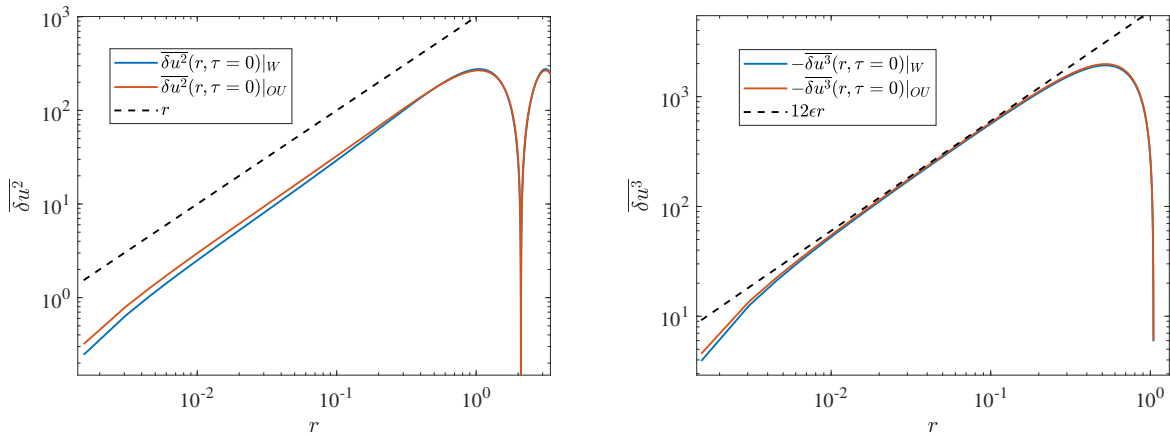 10^3
10^2
10^1
10^0
$\overline{\delta u^2}$
$\overline{\delta u^2}(r, \tau = 0)|_W$
$\overline{\delta u^2}(r, \tau = 0)|_{OU}$
$r$
10^{-2}
10^{-1}
10^0
$r$
10^3
10^2
10^1
$\overline{\delta u}^3$
$-\overline{\delta u^3}(r, \tau = 0)|_W$
$-\overline{\delta u^3}(r, \tau = 0)|_{OU}$
$12\epsilon r$
10^{-2}
10^{-1}
10^0
$r$